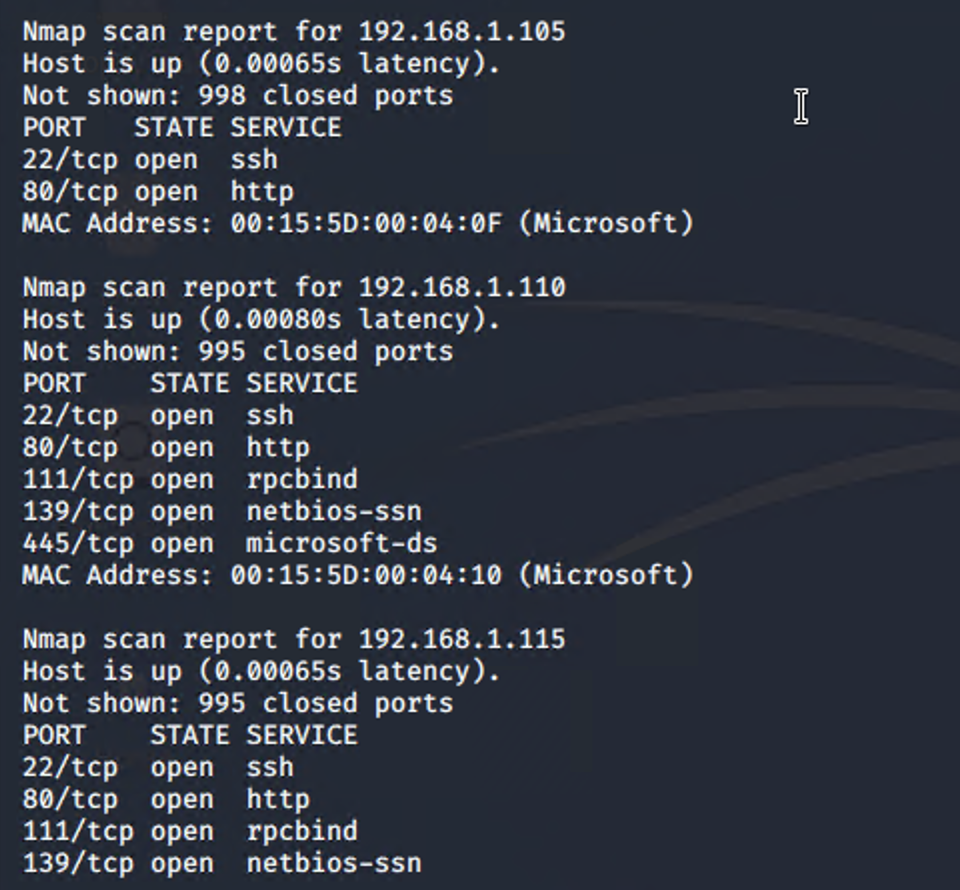 Nmap scan report for 192.168.1.105
Host is up (0.00065s latency).
Not shown: 998 closed ports
PORT   STATE SERVICE
22/tcp open  ssh
80/tcp open  http
MAC Address: 00:15:5D:00:04:0F (Microsoft)

Nmap scan report for 192.168.1.110
Host is up (0.00080s latency).
Not shown: 995 closed ports
PORT    STATE SERVICE
22/tcp  open  ssh
80/tcp  open  http
111/tcp open  rpcbind
139/tcp open  netbios-ssn
445/tcp open  microsoft-ds
MAC Address: 00:15:5D:00:04:10 (Microsoft)

Nmap scan report for 192.168.1.115
Host is up (0.00065s latency).
Not shown: 995 closed ports
PORT    STATE SERVICE
22/tcp  open  ssh
80/tcp  open  http
111/tcp open  rpcbind
139/tcp open  netbios-ssn